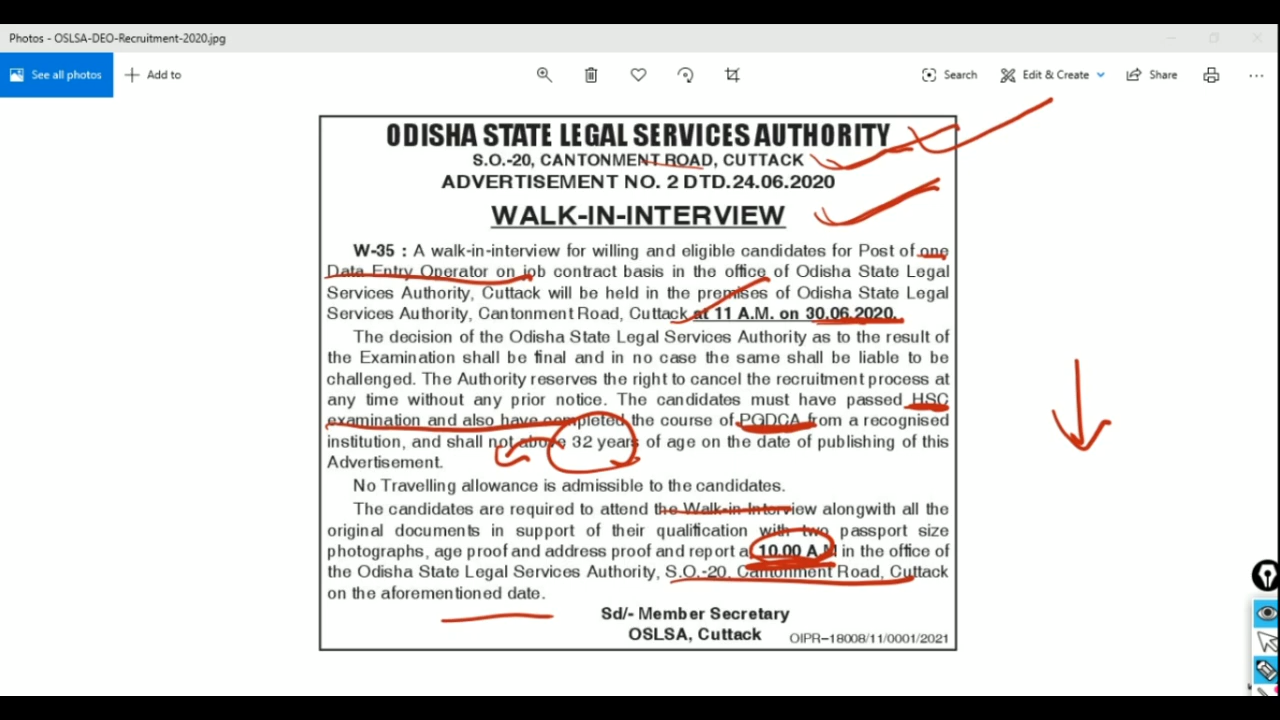 Photos - OSLSA-DEO-Recruitment-2020.jpg
See all photos
Add to
Search
Edit & Create
Share
ODISHA STATE LEGAL SERVICES AUTHORITY
S.O.-20, CANTONMENT ROAD, CUTTACK
ADVERTISEMENT NO. 2 DTD.24.06.2020
WALK-IN-INTERVIEW
W-35 : A walk-in-interview for willing and eligible candidates for Post of one
Data Entry Operator on job contract basis in the office of Odisha State Legal
Services Authority, Cuttack will be held in the premises of Odisha State Legal
Services Authority, Cantonment Road, Cuttack at 11 A.M. on 30.06.2020.
The decision of the Odisha State Legal Services Authority as to the result of
the Examination shall be final and in no case the same shall be liable to be
challenged. The Authority reserves the right to cancel the recruitment process at
any time without any prior notice. The candidates must have passed HSC
examination and also have completed the course of PGDCA from a recognised
institution, and shall not above 32 years of age on the date of publishing of this
Advertisement.
No Travelling allowance is admissible to the candidates.
The candidates are required to attend the Walk-in-Interview alongwith all the
original documents in support of their qualification with two passport size
photographs, age proof and address proof and report a 10.00 A.M in the office of
the Odisha State Legal Services Authority, S.O.-20, Cantonment Road, Cuttack
on the aforementioned date.
Sd/- Member Secretary
OSLSA, Cuttack
OIPR-18008/11/0001/2021